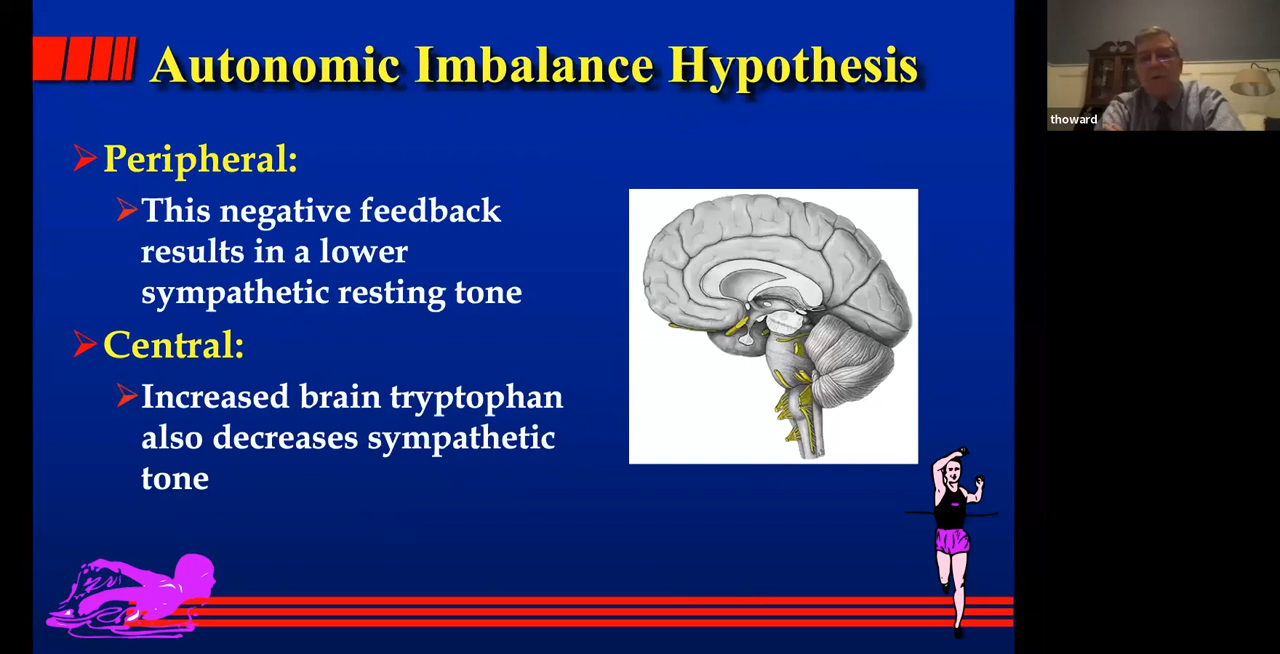 Autonomic Imbalance Hypothesis
Peripheral:
This negative feedback
results in a lower
sympathetic resting tone
Central:
Increased brain tryptophan
also decreases sympathetic
tone
thoward